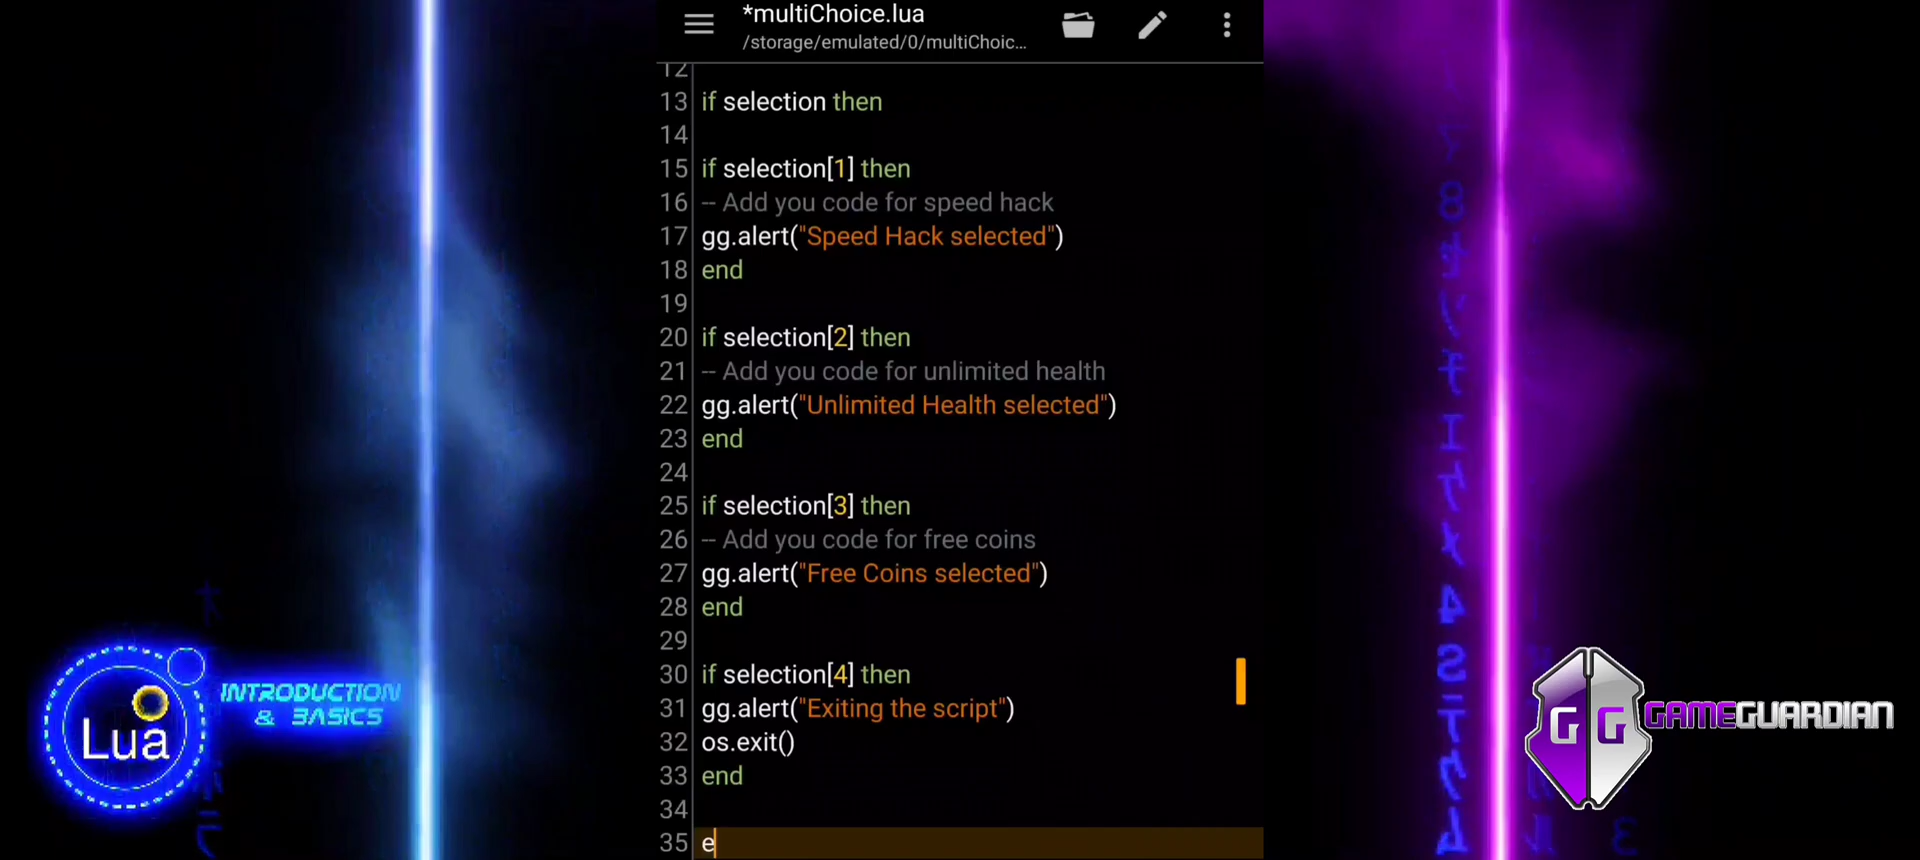 *multiChoice.lua
/storage/emulated/0/multiChoic...
12
13 if selection then
14
15 if selection[1] then
16 -- Add you code for speed hack
17 gg.alert("Speed Hack selected")
18 end
19
20 if selection[2] then
21 -- Add you code for unlimited health
22 gg.alert("Unlimited Health selected")
23 end
24
25 if selection[3] then
26 -- Add you code for free coins
27 gg.alert("Free Coins selected")
28 end
29
30 if selection[4] then
31 gg.alert("Exiting the script")
32 os.exit()
33 end
34
35 e
Lua
INTRODUCTION
& BASICS
GG
GAMEGUARDIAN